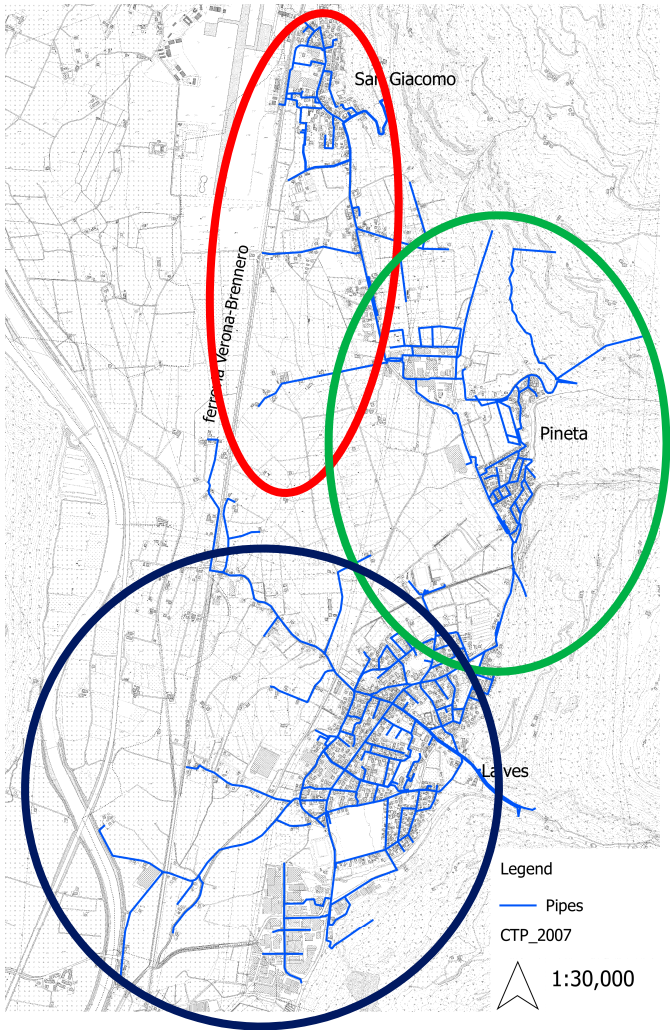 San Giacomo
ferrovia Verona-Brennero
Pineta
Laives
Legend
Pipes
CTP_2007
1:30,000